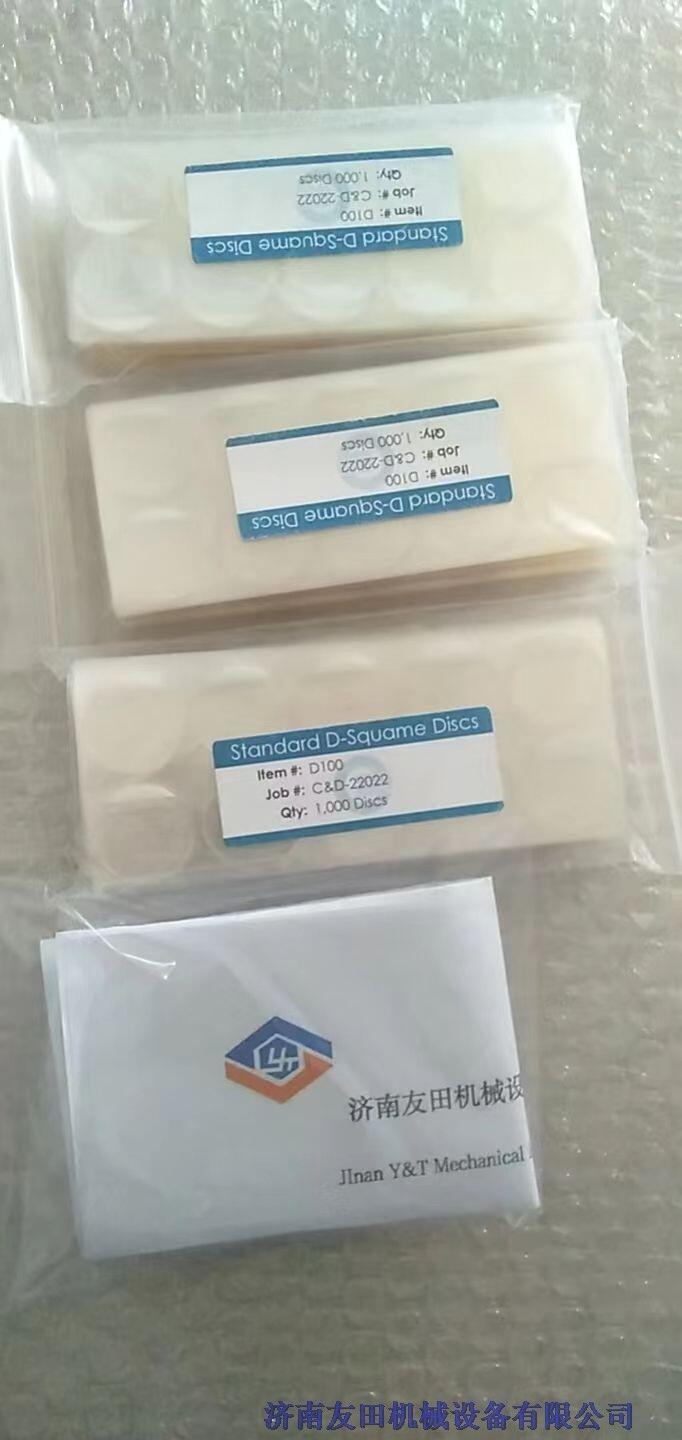 Standard D-Squame Discs
Item #: D100
Job #: C&D-22022
Qty: 1,000 Discs
Standard D-Squame Discs
Item #: D100
Job #: C&D-22022
Qty: 1,000 Discs
Standard D-Squame Discs
Item #: D100
Job #: C&D-22022
Qty: 1,000 Discs
YT
济南友田机械设
JInan Y&T Mechanical
济南友田机械设备有限公司